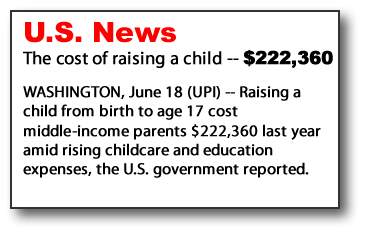 U.S. News
The cost of raising a child -- $222,360
WASHINGTON, June 18 (UPI) -- Raising a
child from birth to age 17 cost
middle-income parents $222,360 last year
amid rising childcare and education
expenses, the U.S. government reported.